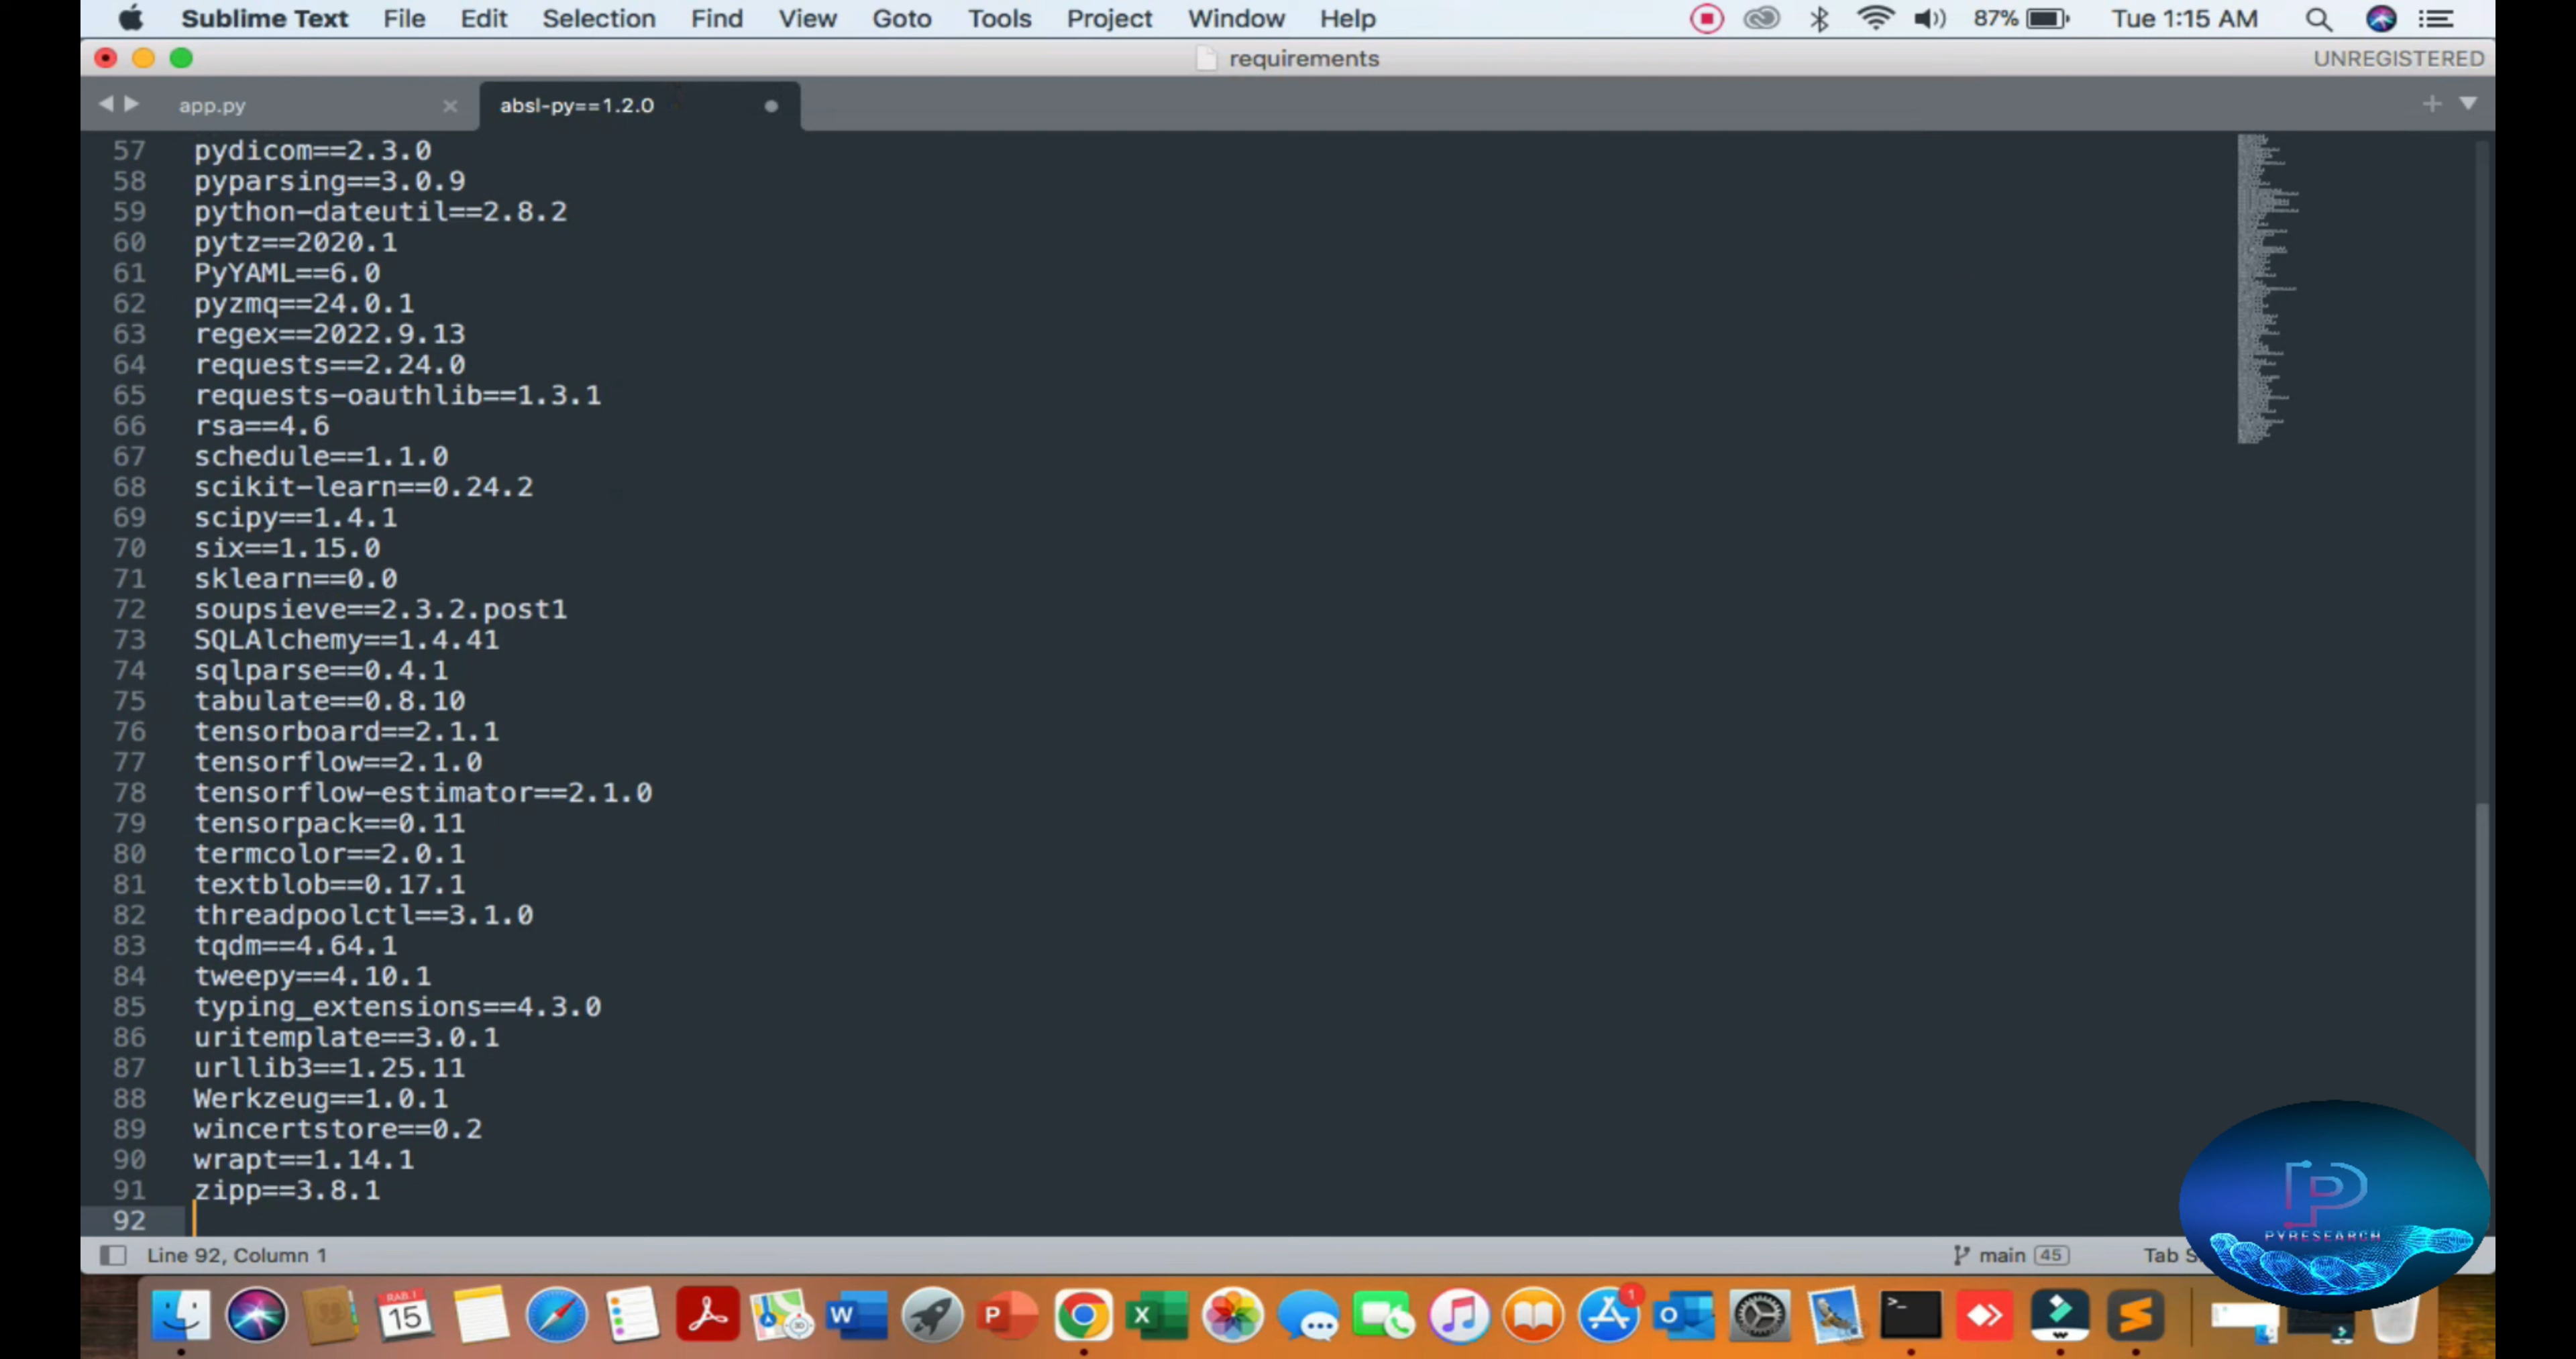 Sublime Text File Edit Selection Find View Goto Tools Project Window Help 87% Tue 1:15 AM
requirements UNREGISTERED
app.py absl-py==1.2.0
57 pydicom==2.3.0
58 pyparsing==3.0.9
59 python-dateutil==2.8.2
60 pytz==2020.1
61 PyYAML==6.0
62 pyzmq==24.0.1
63 regex==2022.9.13
64 requests==2.24.0
65 requests-oauthlib==1.3.1
66 rsa==4.6
67 schedule==1.1.0
68 scikit-learn==0.24.2
69 scipy==1.4.1
70 six==1.15.0
71 sklearn==0.0
72 soupsieve==2.3.2.post1
73 SQLAlchemy==1.4.41
74 sqlparse==0.4.1
75 tabulate==0.8.10
76 tensorboard==2.1.1
77 tensorflow==2.1.0
78 tensorflow-estimator==2.1.0
79 tensorpack==0.11
80 termcolor==2.0.1
81 textblob==0.17.1
82 threadpoolctl==3.1.0
83 tqdm==4.64.1
84 tweepy==4.10.1
85 typing_extensions==4.3.0
86 uritemplate==3.0.1
87 urllib3==1.25.11
88 Werkzeug==1.0.1
89 wincertstore==0.2
90 wrapt==1.14.1
91 zipp==3.8.1
92
PYRESEARCH
Line 92, Column 1 main 45 Tab S
RAB. I
15
W P X 1 O